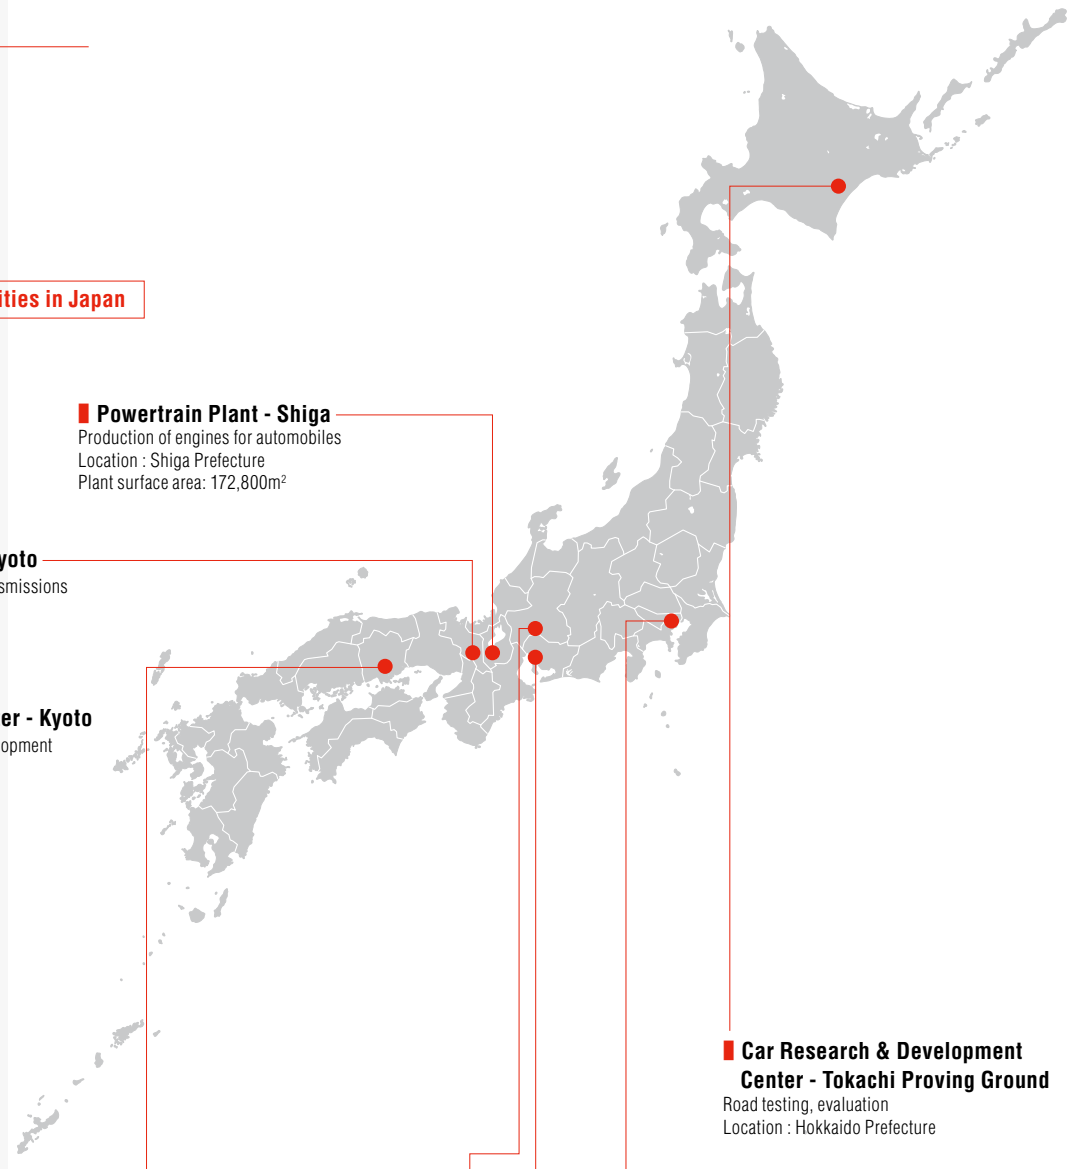 ities in Japan
Powertrain Plant - Shiga
Production of engines for automobiles
Location : Shiga Prefecture
Plant surface area: 172,800m²
yoto
smissions
er - Kyoto
opment
Car Research & Development
Center - Tokachi Proving Ground
Road testing, evaluation
Location : Hokkaido Prefecture